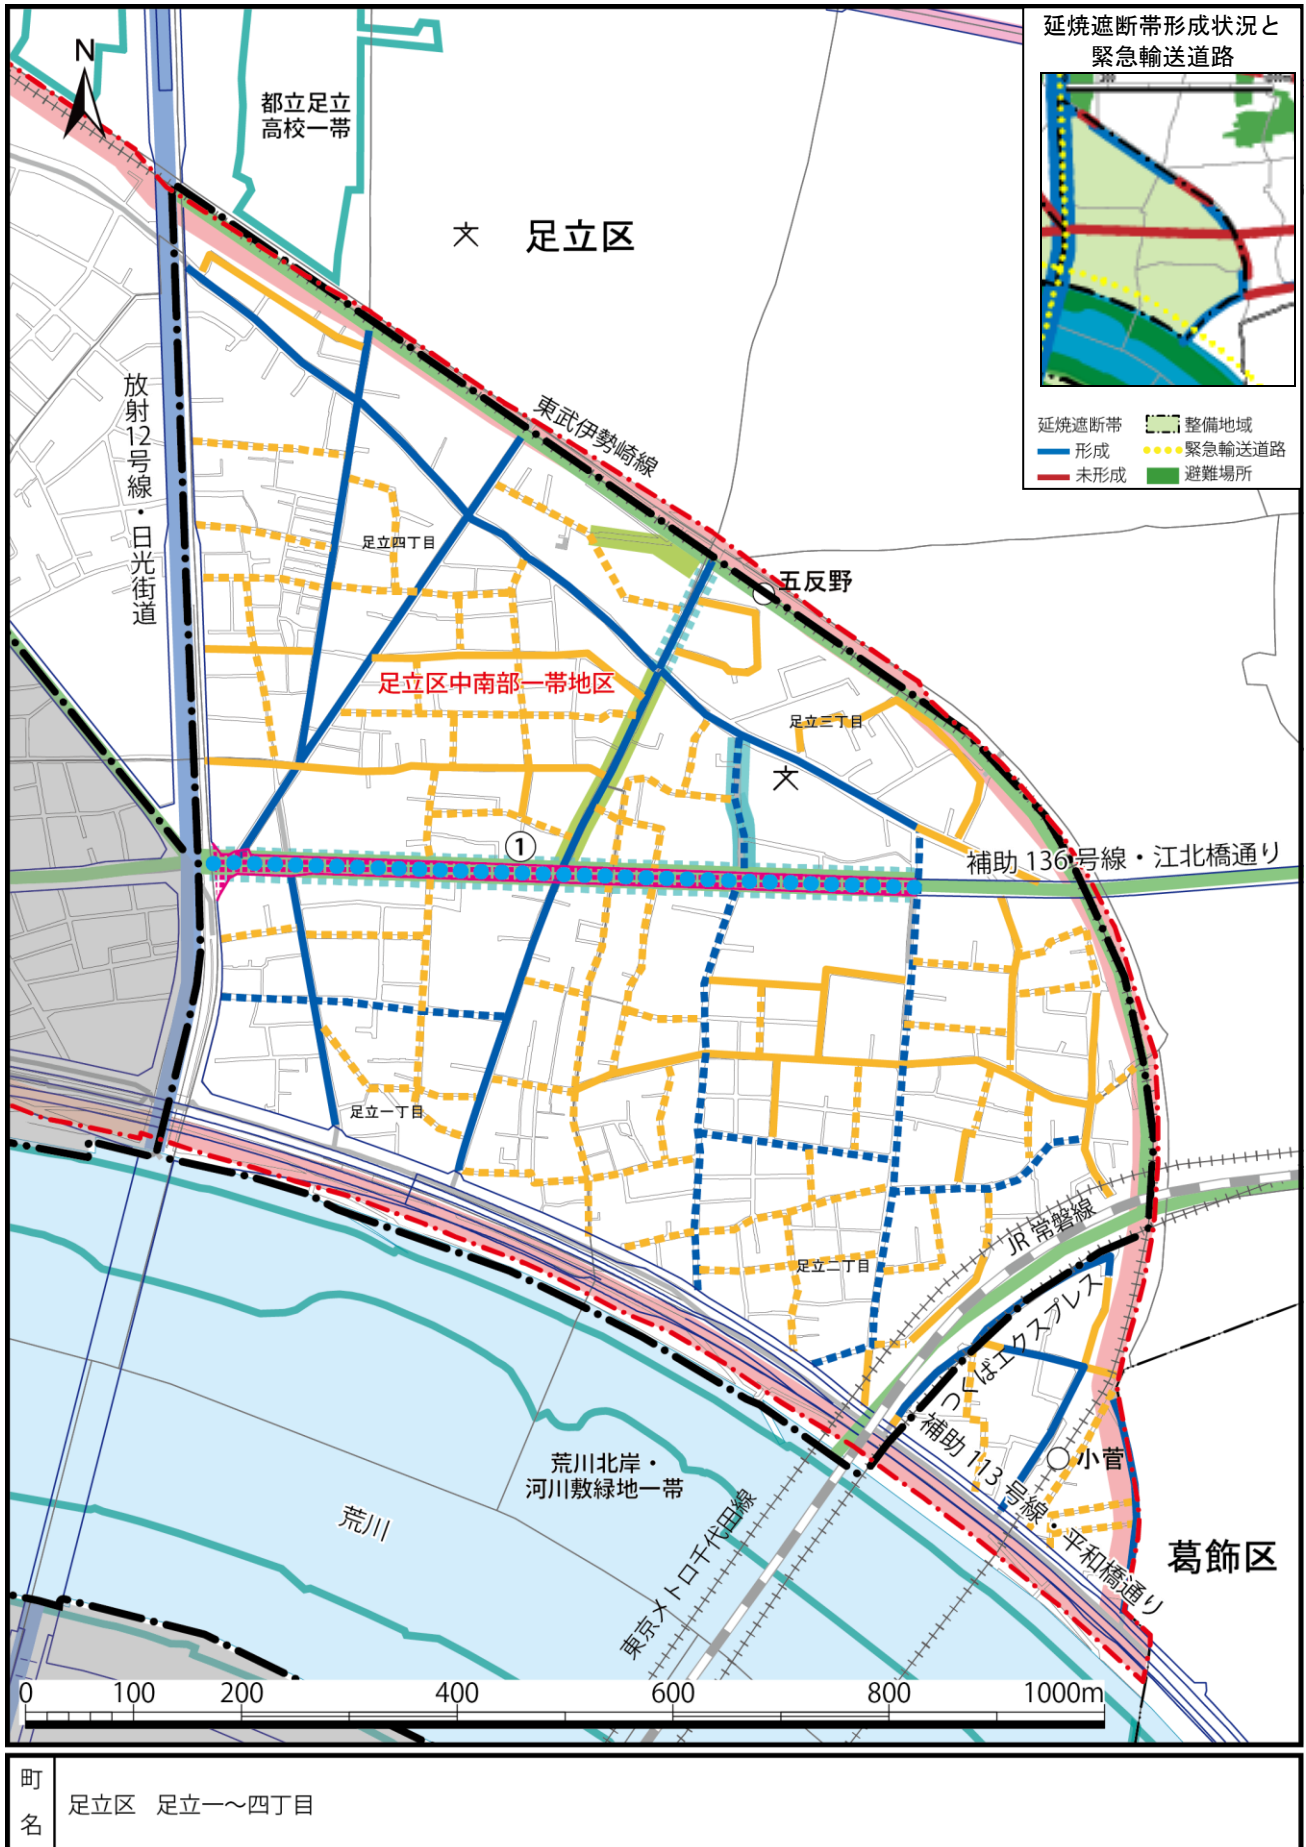 延焼遮断帯形成状況と
緊急輸送道路
延焼遮断帯
形成
未形成
整備地域
緊急輸送道路
避難場所
N
都立足立
高校一帯
足立区
放射12号線・日光街道
東武伊勢崎線
足立四丁目
五反野
足立区中南部一帯地区
足立三丁目
1
補助 136 号線・江北橋通り
足立一丁目
JR 常磐線
足立二丁目
つくばエクスプレス
補助 113 号線・平和橋通り
小菅
荒川北岸・
河川敷緑地一帯
荒川
東京メトロ千代田線
葛飾区
0 100 200 400 600 800 1000m
町名
足立区 足立一～四丁目